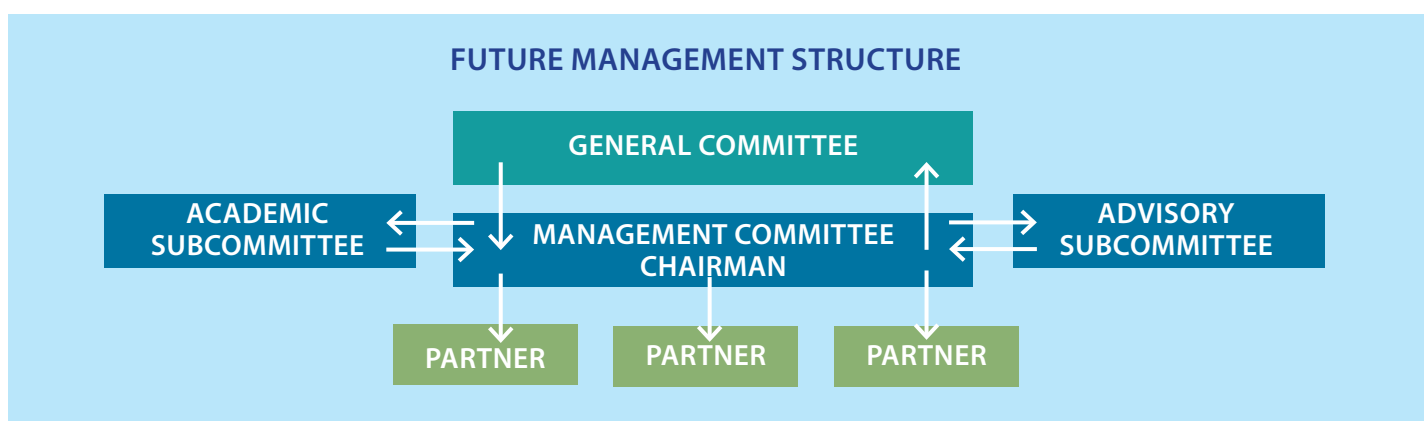 FUTURE MANAGEMENT STRUCTURE
GENERAL COMMITTEE
ACADEMIC
SUBCOMMITTEE
MANAGEMENT COMMITTEE
CHAIRMAN
ADVISORY
SUBCOMMITTEE
PARTNER
PARTNER
PARTNER